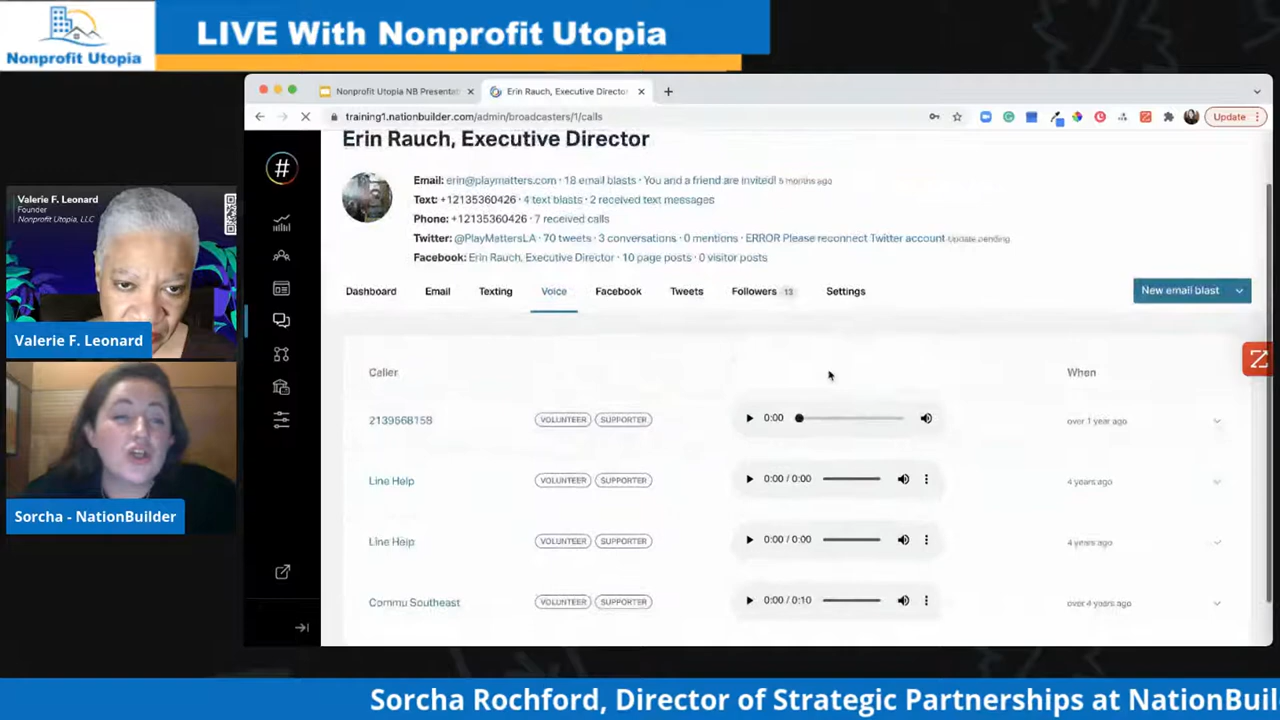 Nonprofit Utopia
LIVE With Nonprofit Utopia
Nonprofit Utopia NB Presentati
Erin Rauch, Executive Director
training1.nationbuilder.com/admin/broadcasters/1/calls
Update
Erin Rauch, Executive Director
Email: erin@playmatters.com · 18 email blasts · You and a friend are invited! 5 months ago
Text: +12135360426 · 4 text blasts · 2 received text messages
Phone: +12135360426 · 7 received calls
Twitter: @PlayMattersLA · 70 tweets · 3 conversations · 0 mentions · ERROR Please reconnect Twitter account Update pending
Facebook: Erin Rauch, Executive Director · 10 page posts · 0 visitor posts
Dashboard Email Texting Voice Facebook Tweets Followers 13 Settings
New email blast
Caller When
2139568158 VOLUNTEER SUPPORTER 0:00 over 1 year ago
Line Help VOLUNTEER SUPPORTER 0:00 / 0:00 4 years ago
Line Help VOLUNTEER SUPPORTER 0:00 / 0:00 4 years ago
Commu Southeast VOLUNTEER SUPPORTER 0:00 / 0:10 over 4 years ago
Valerie F. Leonard
Founder
Nonprofit Utopia, LLC
Valerie F. Leonard
Sorcha - NationBuilder
Sorcha Rochford, Director of Strategic Partnerships at NationBuil